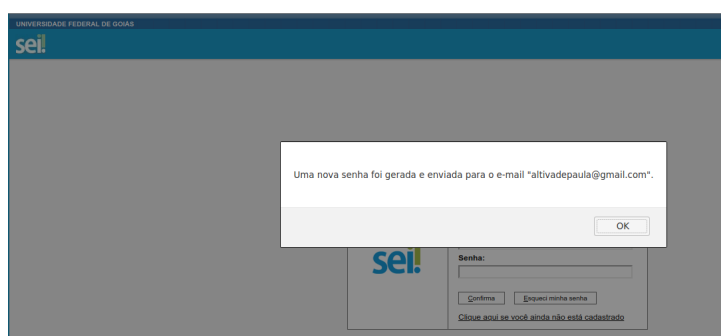 UNIVERSIDADE FEDERAL DE GOIÁS
sei!
Uma nova senha foi gerada e enviada para o e-mail "altivadepaula@gmail.com".
OK
sei!
Senha:
Confirma
Esqueci minha senha
Clique aqui se você ainda não está cadastrado